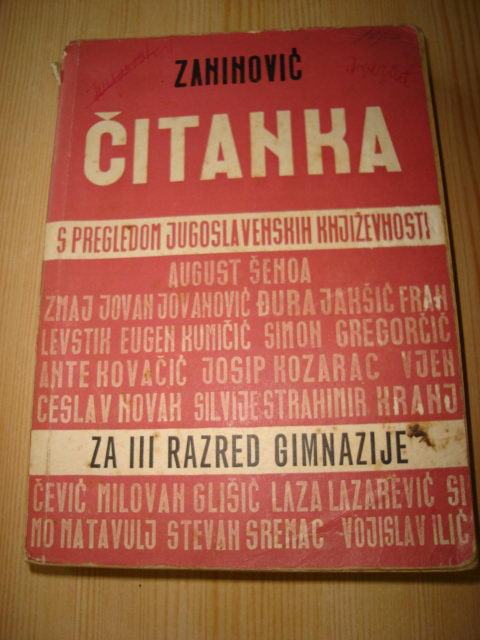 ZANINOVIĆ
ČITANKA
S PREGLEDOM JUGOSLAVENSKIH KNJIŽEVNOSTI
AUGUST ŠENOA
ZMAJ JOVAN JOVANOVIĆ ĐURA JAKŠIĆ FRAN
LEVSTIK EUGEN KUMIČIĆ SIMON GREGORČIČ
ANTE KOVAČIĆ JOSIP KOZARAC VJEN
CESLAV NOVAK SILVIJE STRAHIMIR KRANJ
ZA III RAZRED GIMNAZIJE
ČEVIĆ MILOVAN GLIŠIĆ LAZA LAZAREVIĆ SI
MO MATAVULJ STEVAN SREMAC VOJISLAV ILIĆ